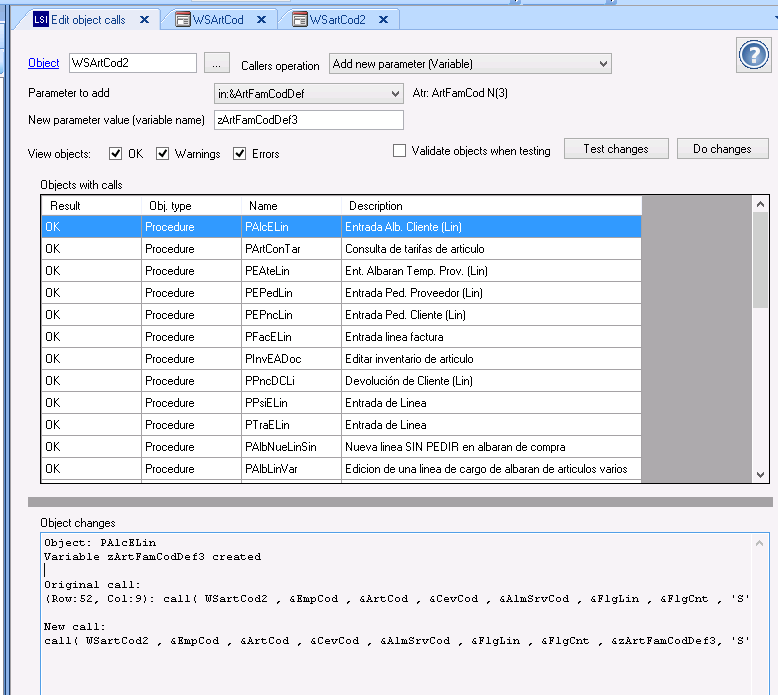 LSI Edit object calls WSArtCod WSartCod2
Object WSArtCod2 ... Callers operation Add new parameter (Variable) ?
Parameter to add in:&ArtFamCodDef Atr: ArtFamCod N(3)
New parameter value (variable name) zArtFamCodDef3
View objects: OK Warnings Errors Validate objects when testing Test changes Do changes
Objects with calls
Result Obj. type Name Description
OK Procedure PAlcELin Entrada Alb. Cliente (Lin)
OK Procedure PArtConTar Consulta de tarifas de articulo
OK Procedure PEAteLin Ent. Albaran Temp. Prov. (Lin)
OK Procedure PEPedLin Entrada Ped. Proveedor (Lin)
OK Procedure PEPncLin Entrada Ped. Cliente (Lin)
OK Procedure PFacELin Entrada linea factura
OK Procedure PInvEADoc Editar inventario de articulo
OK Procedure PPncDCLi Devolución de Cliente (Lin)
OK Procedure PPsiELin Entrada de Linea
OK Procedure PTraELin Entrada de Linea
OK Procedure PAlbNueLinSin Nueva linea SIN PEDIR en albaran de compra
OK Procedure PAlbLinVar Edicion de una linea de cargo de albaran de articulos varios
Object changes
Object: PAlcELin
Variable zArtFamCodDef3 created
Original call:
(Row:52, Col:9): call( WSartCod2 , &EmpCod , &ArtCod , &CevCod , &AlmSrvCod , &FlgLin , &FlgCnt , 'S'
New call:
call( WSartCod2 , &EmpCod , &ArtCod , &CevCod , &AlmSrvCod , &FlgLin , &FlgCnt , &zArtFamCodDef3, 'S'